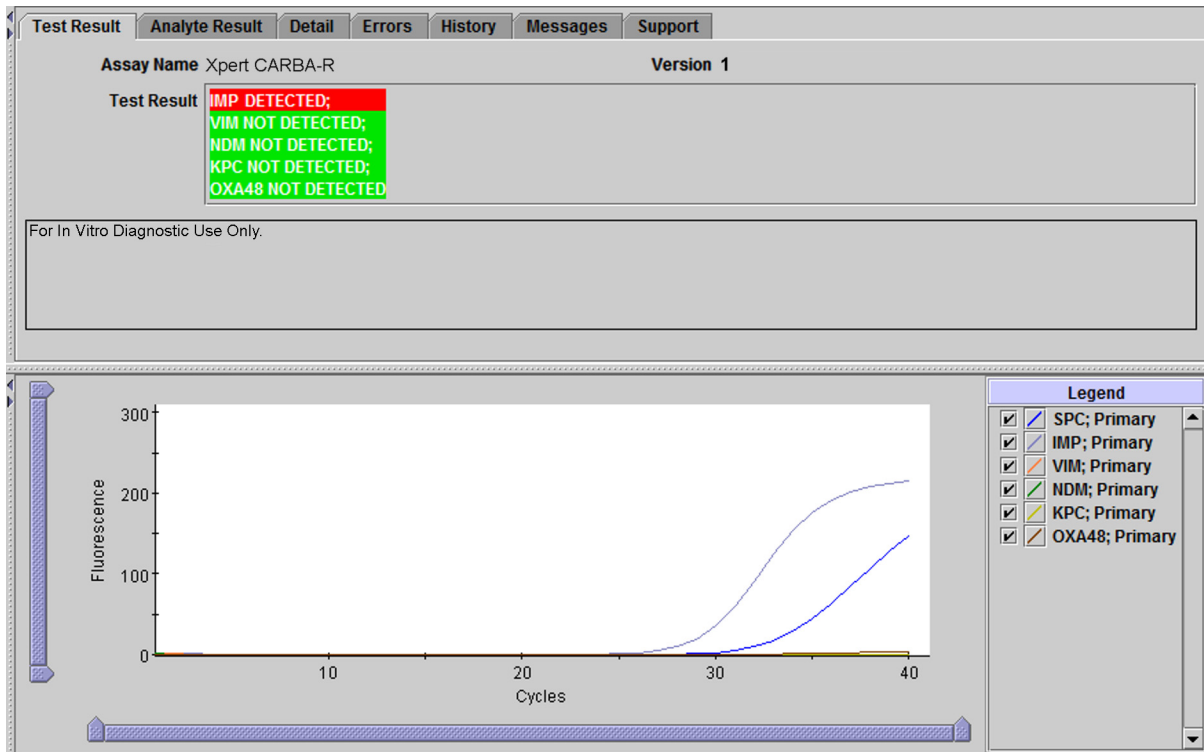 Test Result Analyte Result Detail Errors History Messages Support
Assay Name Xpert CARBA-R Version 1
Test Result IMP DETECTED;
VIM NOT DETECTED;
NDM NOT DETECTED;
KPC NOT DETECTED;
OXA48 NOT DETECTED
For In Vitro Diagnostic Use Only.
300
200
100
0
Fluorescence
10 20 30 40
Cycles
Legend
SPC; Primary
IMP; Primary
VIM; Primary
NDM; Primary
KPC; Primary
OXA48; Primary